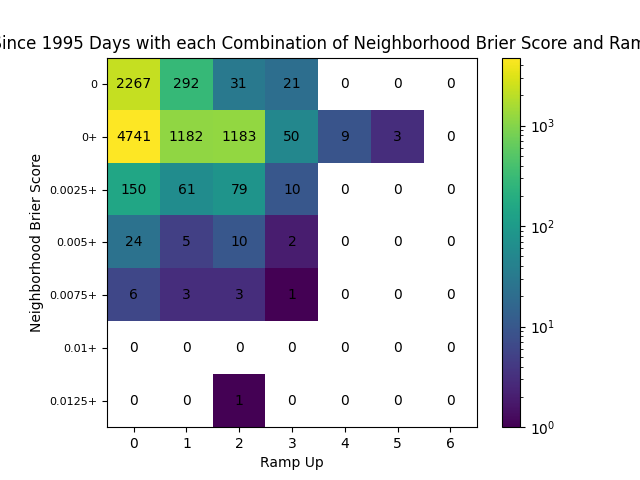 Since 1995 Days with each Combination of Neighborhood Brier Score and Ram
0 2267 292 31 21 0 0 0
0+ 4741 1182 1183 50 9 3 0
0.0025+ 150 61 79 10 0 0 0
0.005+ 24 5 10 2 0 0 0
0.0075+ 6 3 3 1 0 0 0
0.01+ 0 0 0 0 0 0 0
0.0125+ 0 0 1 0 0 0 0
0 1 2 3 4 5 6
Ramp Up
Neighborhood Brier Score
10³
10²
10¹
10⁰